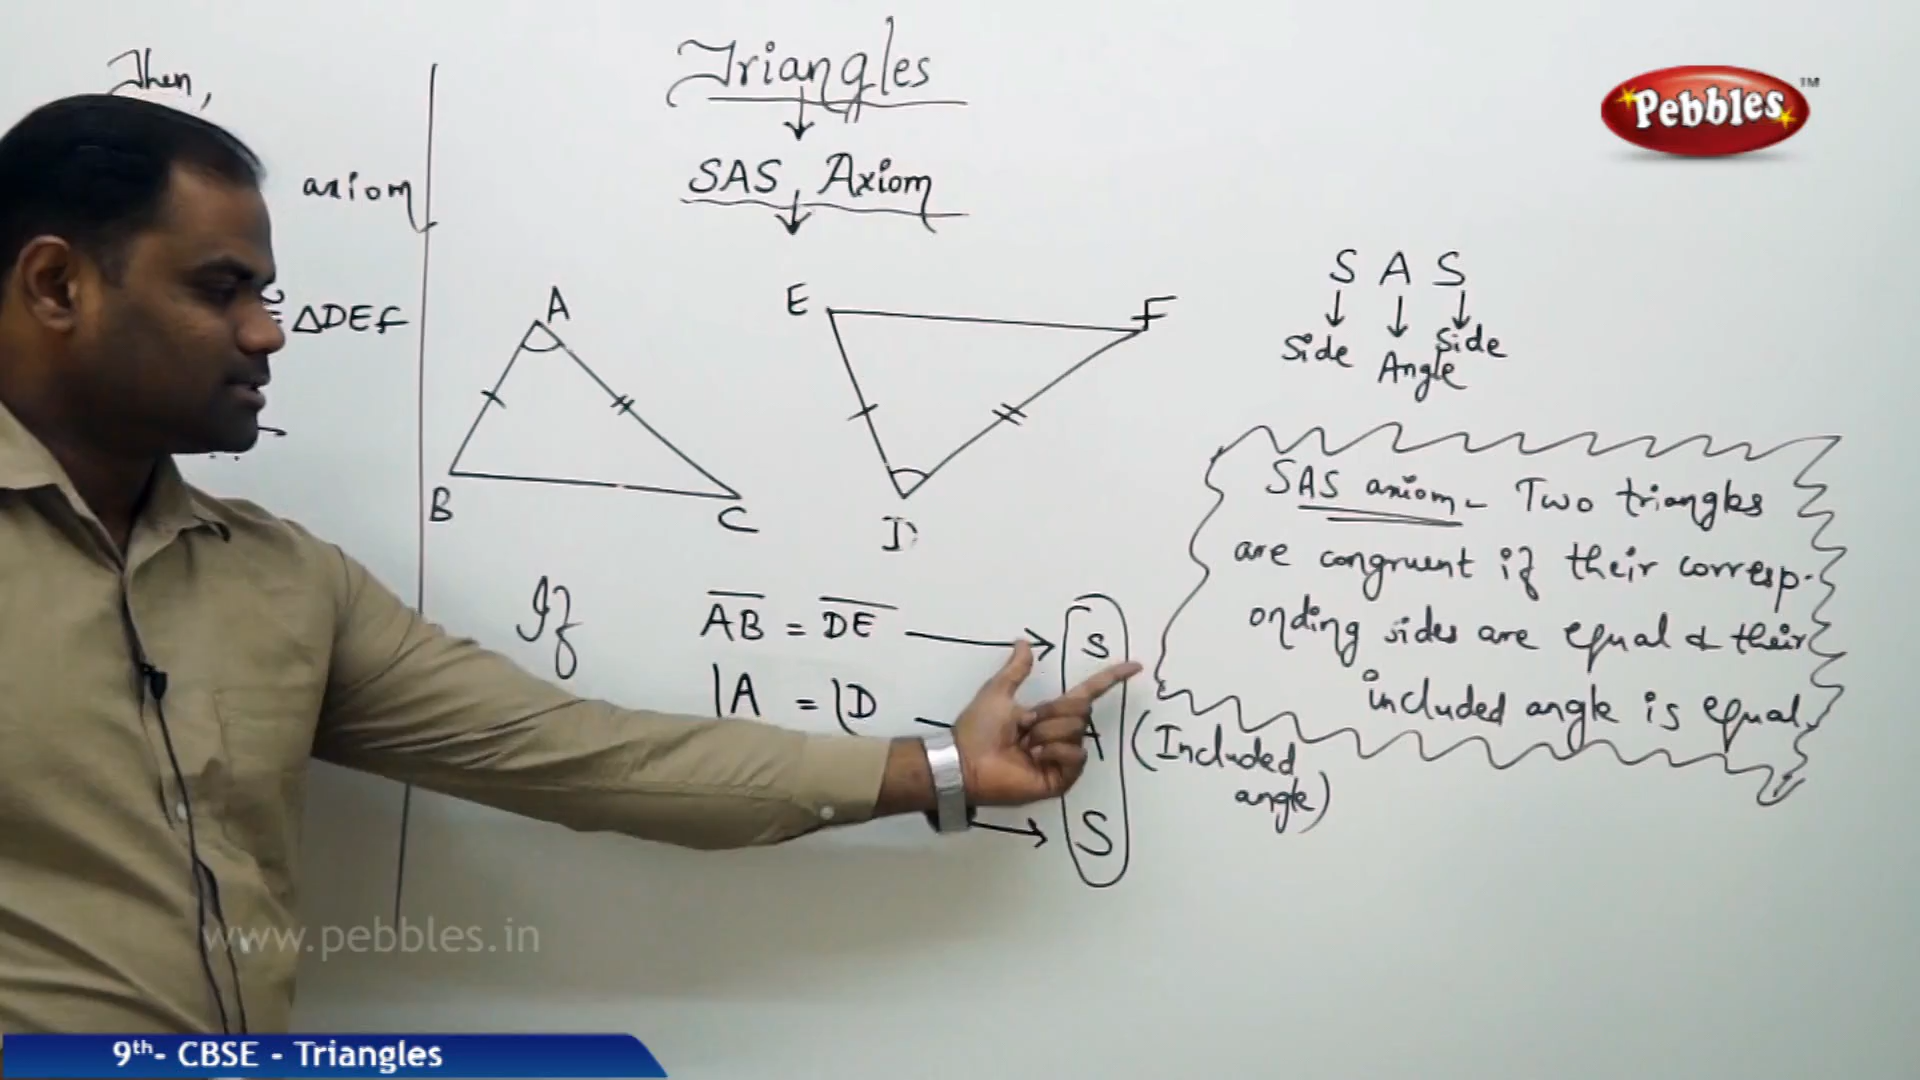 Then,
axiom
≅ ΔDEF
Triangles
SAS Axiom
A
B
C
E
F
D
If
AB = DE → S
∠A = ∠D
A
(Included
angle)
S
S A S
Side
Angle
Side
SAS axiom - Two triangles
are congruent if their corresp-
onding sides are equal & their
included angle is equal.
Pebbles™
www.pebbles.in
9th- CBSE - Triangles